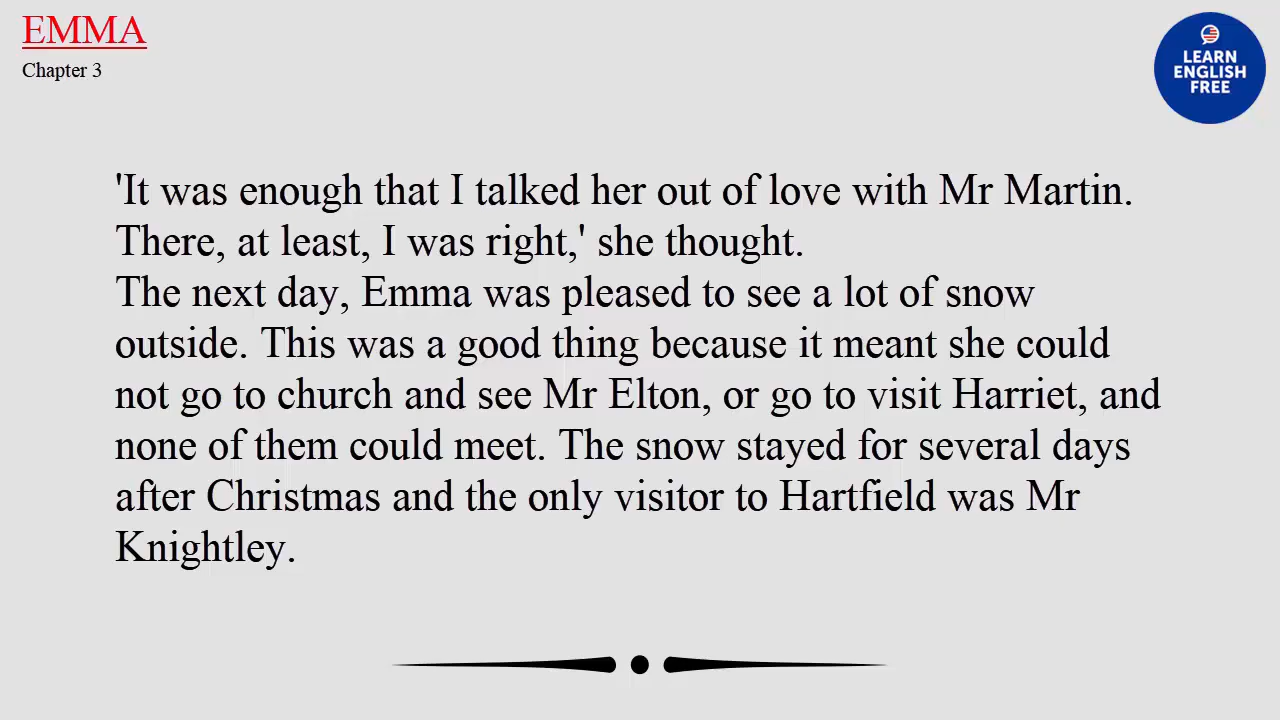 EMMA
Chapter 3
LEARN
ENGLISH
FREE
'It was enough that I talked her out of love with Mr Martin.
There, at least, I was right,' she thought.
The next day, Emma was pleased to see a lot of snow
outside. This was a good thing because it meant she could
not go to church and see Mr Elton, or go to visit Harriet, and
none of them could meet. The snow stayed for several days
after Christmas and the only visitor to Hartfield was Mr
Knightley.